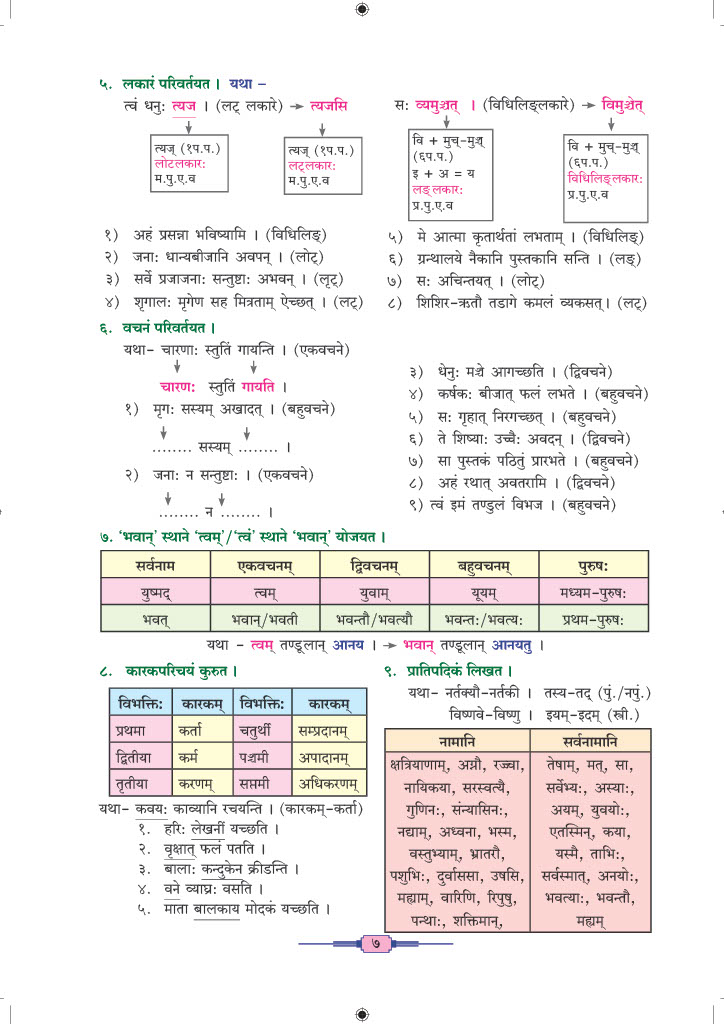 ५. लकारं परिवर्तयत । यथा –
त्वं धनुः त्यज । (लट् लकारे) → त्यजसि
त्यज् (१प.प.)
लोट्लकारः
म.पु.ए.व
त्यज् (१प.प.)
लट्लकारः
म.पु.ए.व
सः व्यमुञ्चत् । (विधिलिङ्लकारे) → विमुञ्चेत्
वि + मुच्-मुञ्च्
(६प.प.)
इ + अ = य
लङ्लकारः
प्र.पु.ए.व
वि + मुच्-मुञ्च्
(६प.प.)
विधिलिङ्लकारः
प्र.पु.ए.व
१) अहं प्रसन्ना भविष्यामि । (विधिलिङ्)
२) जनाः धान्यबीजानि अवपन् । (लोट्)
३) सर्वे प्रजाजनाः सन्तुष्टाः अभवन् । (लृट्)
४) शृगालः मृगेण सह मित्रताम् ऐच्छत् । (लट्)
५) मे आत्मा कृतार्थतां लभताम् । (विधिलिङ्)
६) ग्रन्थालये नैकानि पुस्तकानि सन्ति । (लङ्)
७) सः अचिन्तयत् । (लोट्)
८) शिशिर-ऋतौ तडागे कमलं व्यकसत्। (लट्)
६. वचनं परिवर्तयत ।
यथा- चारणाः स्तुतिं गायन्ति । (एकवचने)
चारणः स्तुतिं गायति ।
१) मृगः सस्यम् अखादत् । (बहुवचने)
........ सस्यम् ........ ।
२) जनाः न सन्तुष्टाः । (एकवचने)
........ न ........ ।
३) धेनुः मञ्चे आगच्छति । (द्विवचने)
४) कर्षकः बीजात् फलं लभते । (बहुवचने)
५) सः गृहात् निरगच्छत् । (बहुवचने)
६) ते शिष्याः उच्चैः अवदन् । (द्विवचने)
७) सा पुस्तकं पठितुं प्रारभते । (बहुवचने)
८) अहं रथात् अवतरामि । (द्विवचने)
९) त्वं इमं तण्डुलं विभज । (बहुवचने)
७. ‘भवान्’ स्थाने ‘त्वम्’/‘त्वं’ स्थाने ‘भवान्’ योजयत ।
सर्वनाम एकवचनम् द्विवचनम् बहुवचनम् पुरुषः
युष्मद् त्वम् युवाम् यूयम् मध्यम-पुरुषः
भवत् भवान्/भवती भवन्तौ/भवत्यौ भवन्तः/भवत्यः प्रथम-पुरुषः
यथा - त्वम् तण्डूलान् आनय । → भवान् तण्डूलान् आनयतु ।
८. कारकपरिचयं कुरुत ।
विभक्तिः कारकम् विभक्तिः कारकम्
प्रथमा कर्ता चतुर्थी सम्प्रदानम्
द्वितीया कर्म पञ्चमी अपादानम्
तृतीया करणम् सप्तमी अधिकरणम्
यथा- कवयः काव्यानि रचयन्ति । (कारकम्-कर्ता)
१. हरिः लेखनीं यच्छति ।
२. वृक्षात् फलं पतति ।
३. बालाः कन्दुकेन क्रीडन्ति ।
४. वने व्याघ्रः वसति ।
५. माता बालकाय मोदकं यच्छति ।
९. प्रातिपदिकं लिखत ।
यथा- नर्तक्यौ-नर्तकी । तस्य-तद् (पुं./नपुं.)
विष्णवे-विष्णु । इयम्-इदम् (स्त्री.)
नामानि
क्षत्रियाणाम्, अग्नौ, रज्ज्वा,
नायिकया, सरस्वत्यै,
गुणिनः, संन्यासिनः,
नद्याम्, अध्वना, भस्म,
वस्तुभ्याम्, भ्रातरौ,
पशुभिः, दुर्वाससा, उषसि,
मह्याम्, वारिणि, रिपुषु,
पन्थाः, शक्तिमान्,
सर्वनामानि
तेषाम्, मत्, सा,
सर्वेभ्यः, अस्याः,
अयम्, युवयोः,
एतस्मिन्, कया,
यस्मै, ताभिः,
सर्वस्मात्, अनयोः,
भवत्याः, भवन्तौ,
मह्यम्
७